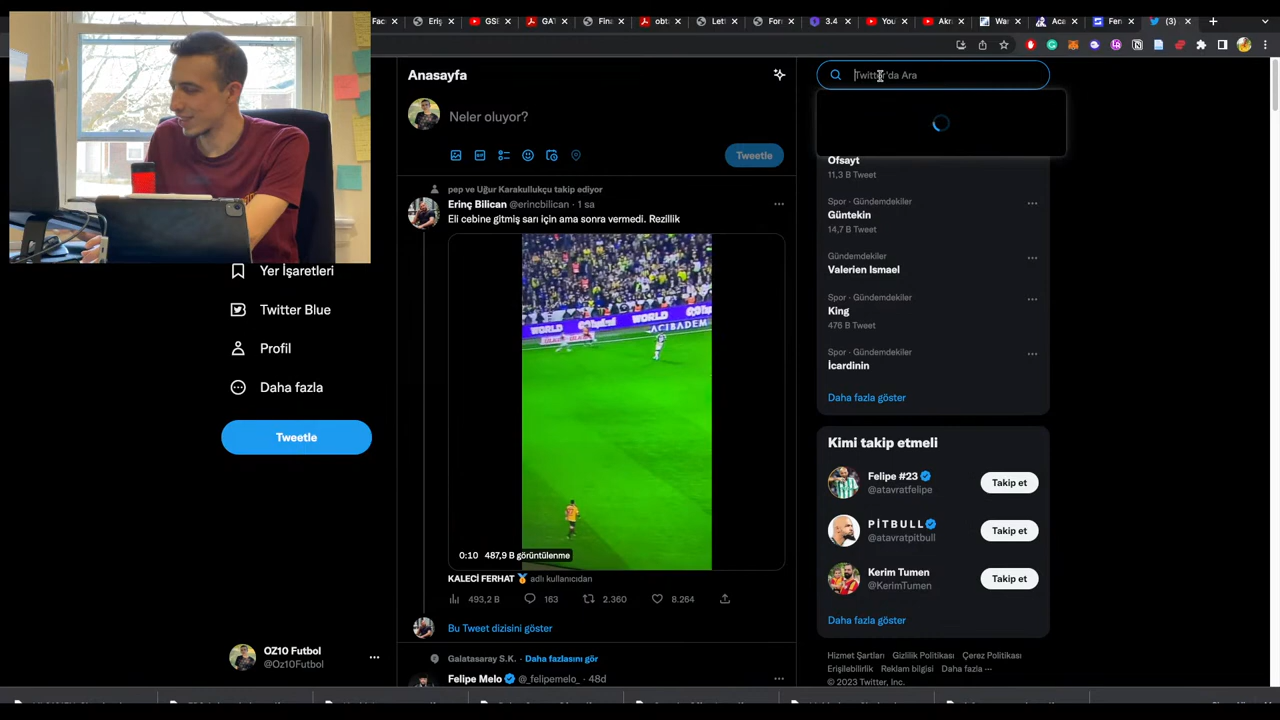 Fac
Eriş
GSI
GA
Fin
obt
Let
For
3.4
You
Akr
Wa
Aca
Fen
(3)
Anasayfa
Twitter'da Ara
Neler oluyor?
Tweetle
Ofsayt
11,3 B Tweet
pep ve Uğur Karakullukçu takip ediyor
Erinç Bilican @erincbilican · 1 sa
Eli cebine gitmiş sarı için ama sonra vermedi. Rezillik
Spor · Gündemdekiler
Güntekin
14,7 B Tweet
Gündemdekiler
Valerien Ismael
Spor · Gündemdekiler
King
476 B Tweet
Spor · Gündemdekiler
İcardinin
Daha fazla göster
Yer İşaretleri
Twitter Blue
Profil
Daha fazla
Tweetle
WORLD
ÜLKER
ACIBADEM
0:10 487,9 B görüntülenme
KALECİ FERHAT 🥇 adlı kullanıcıdan
493,2 B 163 2.360 8.264
Bu Tweet dizisini göster
Galatasaray S.K. · Daha fazlasını gör
Felipe Melo @_felipemelo_ · 48d
Kimi takip etmeli
Felipe #23
@atavratfelipe
Takip et
PİTBULL
@atavratpitbull
Takip et
Kerim Tumen
@KerimTumen
Takip et
Daha fazla göster
Hizmet Şartları Gizlilik Politikası Çerez Politikası
Erişilebilirlik Reklam bilgisi Daha fazla ···
© 2023 Twitter, Inc.
OZ10 Futbol
@Oz10Futbol